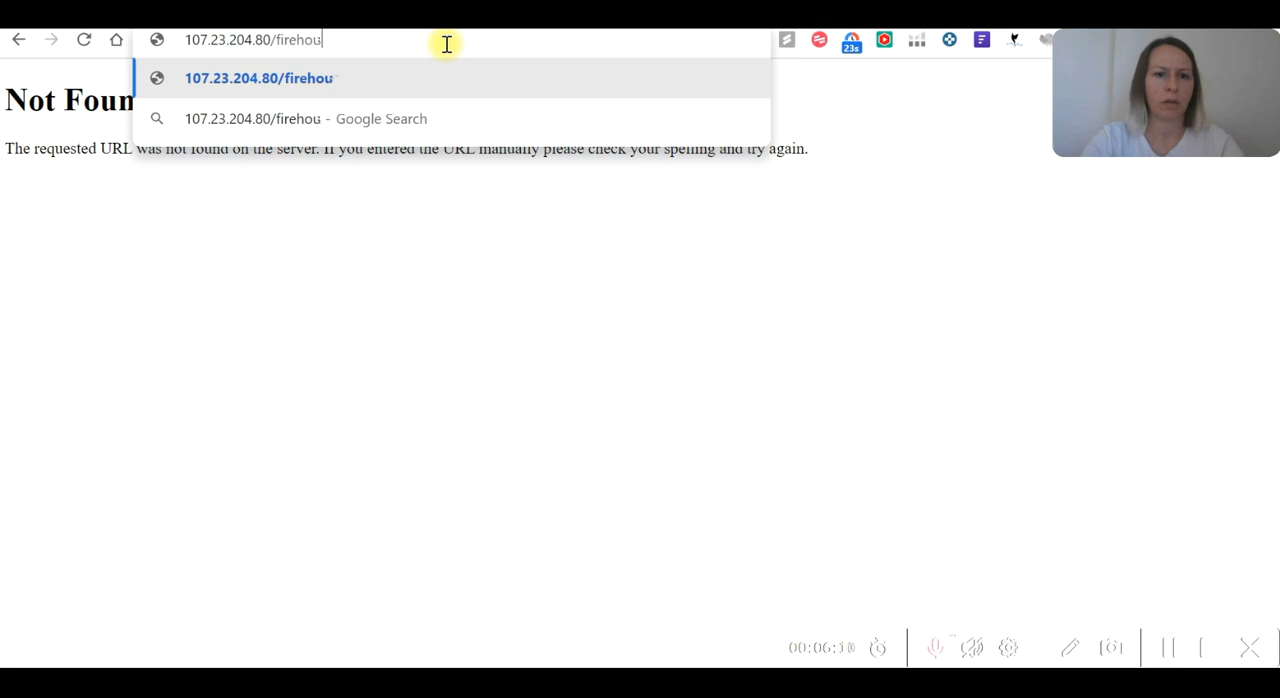 107.23.204.80/firehou
23s
107.23.204.80/firehou
Not Foun
107.23.204.80/firehou - Google Search
The requested URL was not found on the server. If you entered the URL manually please check your spelling and try again.
00:06:10